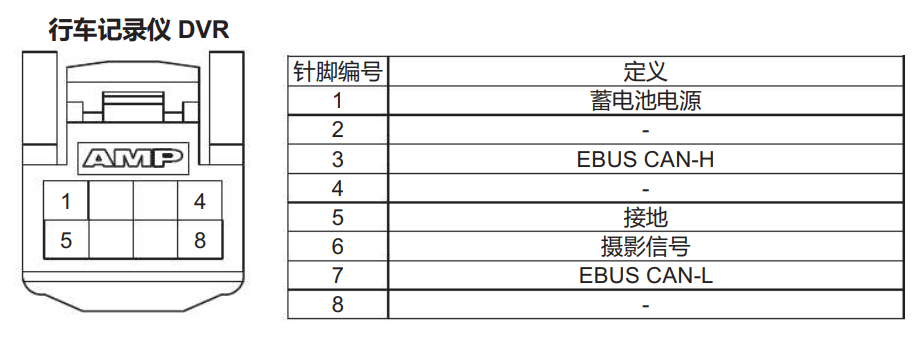 行车记录仪 DVR
AMP
1 4
5 8
针脚编号 定义
1 蓄电池电源
2 -
3 EBUS CAN-H
4 -
5 接地
6 摄影信号
7 EBUS CAN-L
8 -